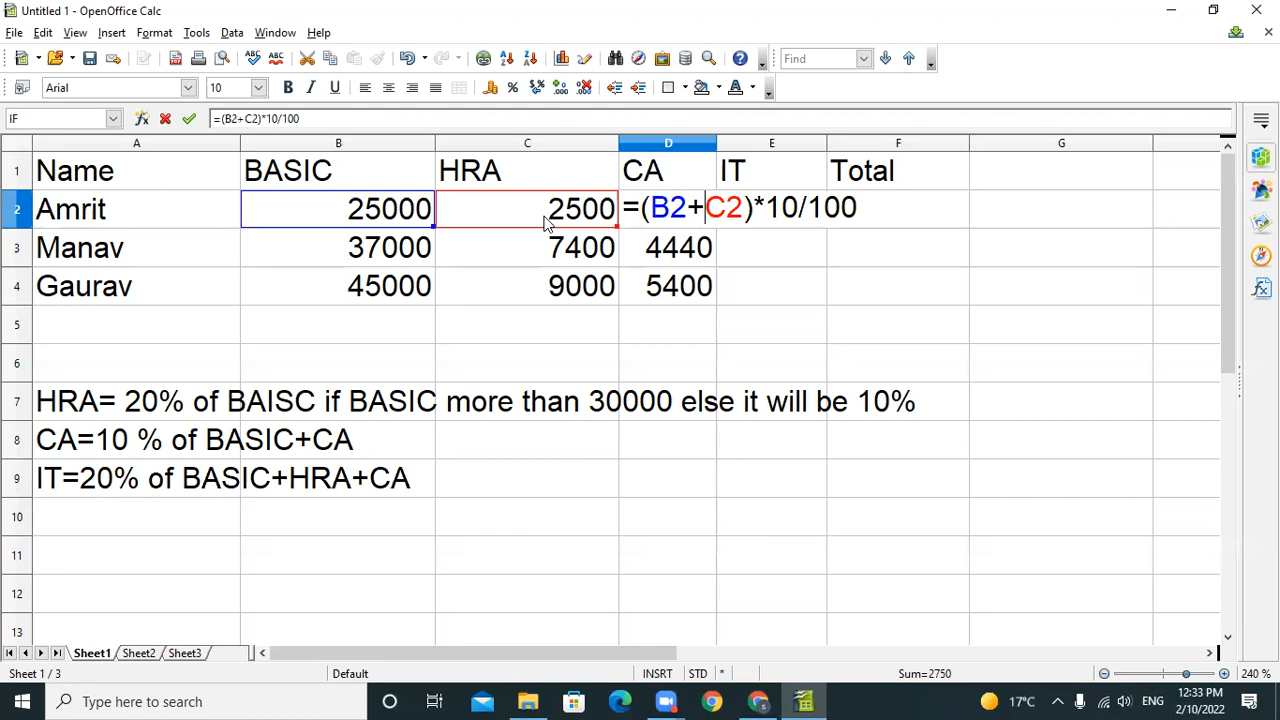 Untitled 1 - OpenOffice Calc
File Edit View Insert Format Tools Data Window Help
Find
Arial 10
IF =(B2+C2)*10/100
A B C D E F G
1 Name BASIC HRA CA IT Total
2 Amrit 25000 2500 =(B2+C2)*10/100
3 Manav 37000 7400 4440
4 Gaurav 45000 9000 5400
5
6
7 HRA= 20% of BAISC if BASIC more than 30000 else it will be 10%
8 CA=10 % of BASIC+CA
9 IT=20% of BASIC+HRA+CA
10
11
12
13
Sheet1 Sheet2 Sheet3
Sheet 1 / 3 Default INSRT STD * Sum=2750 240 %
Type here to search 17°C ENG 12:33 PM
2/10/2022